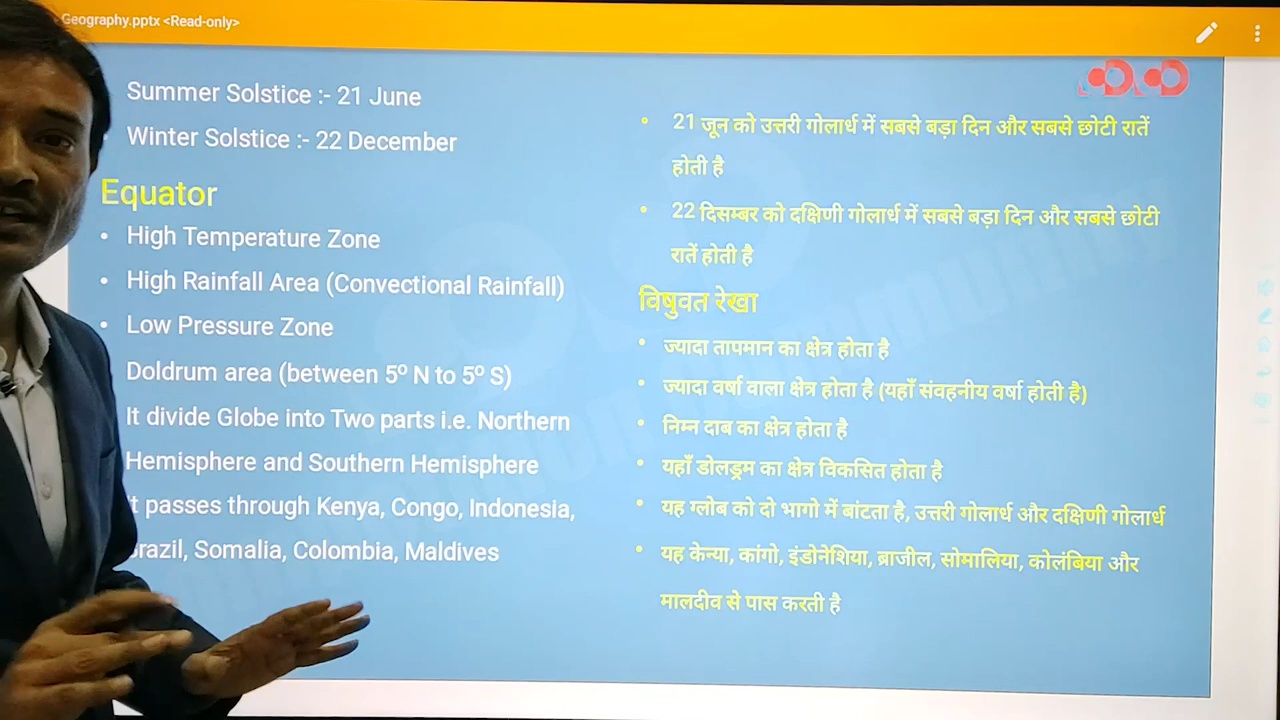 Geography.pptx <Read-only>
Summer Solstice :- 21 June
Winter Solstice :- 22 December
Equator
• High Temperature Zone
• High Rainfall Area (Convectional Rainfall)
• Low Pressure Zone
Doldrum area (between 5⁰ N to 5⁰ S)
It divide Globe into Two parts i.e. Northern
Hemisphere and Southern Hemisphere
It passes through Kenya, Congo, Indonesia,
Brazil, Somalia, Colombia, Maldives
• 21 जून को उत्तरी गोलार्ध में सबसे बड़ा दिन और सबसे छोटी रातें
होती है
• 22 दिसम्बर को दक्षिणी गोलार्ध में सबसे बड़ा दिन और सबसे छोटी
रातें होती है
विषुवत रेखा
• ज्यादा तापमान का क्षेत्र होता है
• ज्यादा वर्षा वाला क्षेत्र होता है (यहाँ संवहनीय वर्षा होती है)
• निम्न दाब का क्षेत्र होता है
• यहाँ डोलड्रम का क्षेत्र विकसित होता है
• यह ग्लोब को दो भागो में बांटता है, उत्तरी गोलार्ध और दक्षिणी गोलार्ध
• यह केन्या, कांगो, इंडोनेशिया, ब्राजील, सोमालिया, कोलंबिया और
मालदीव से पास करती है